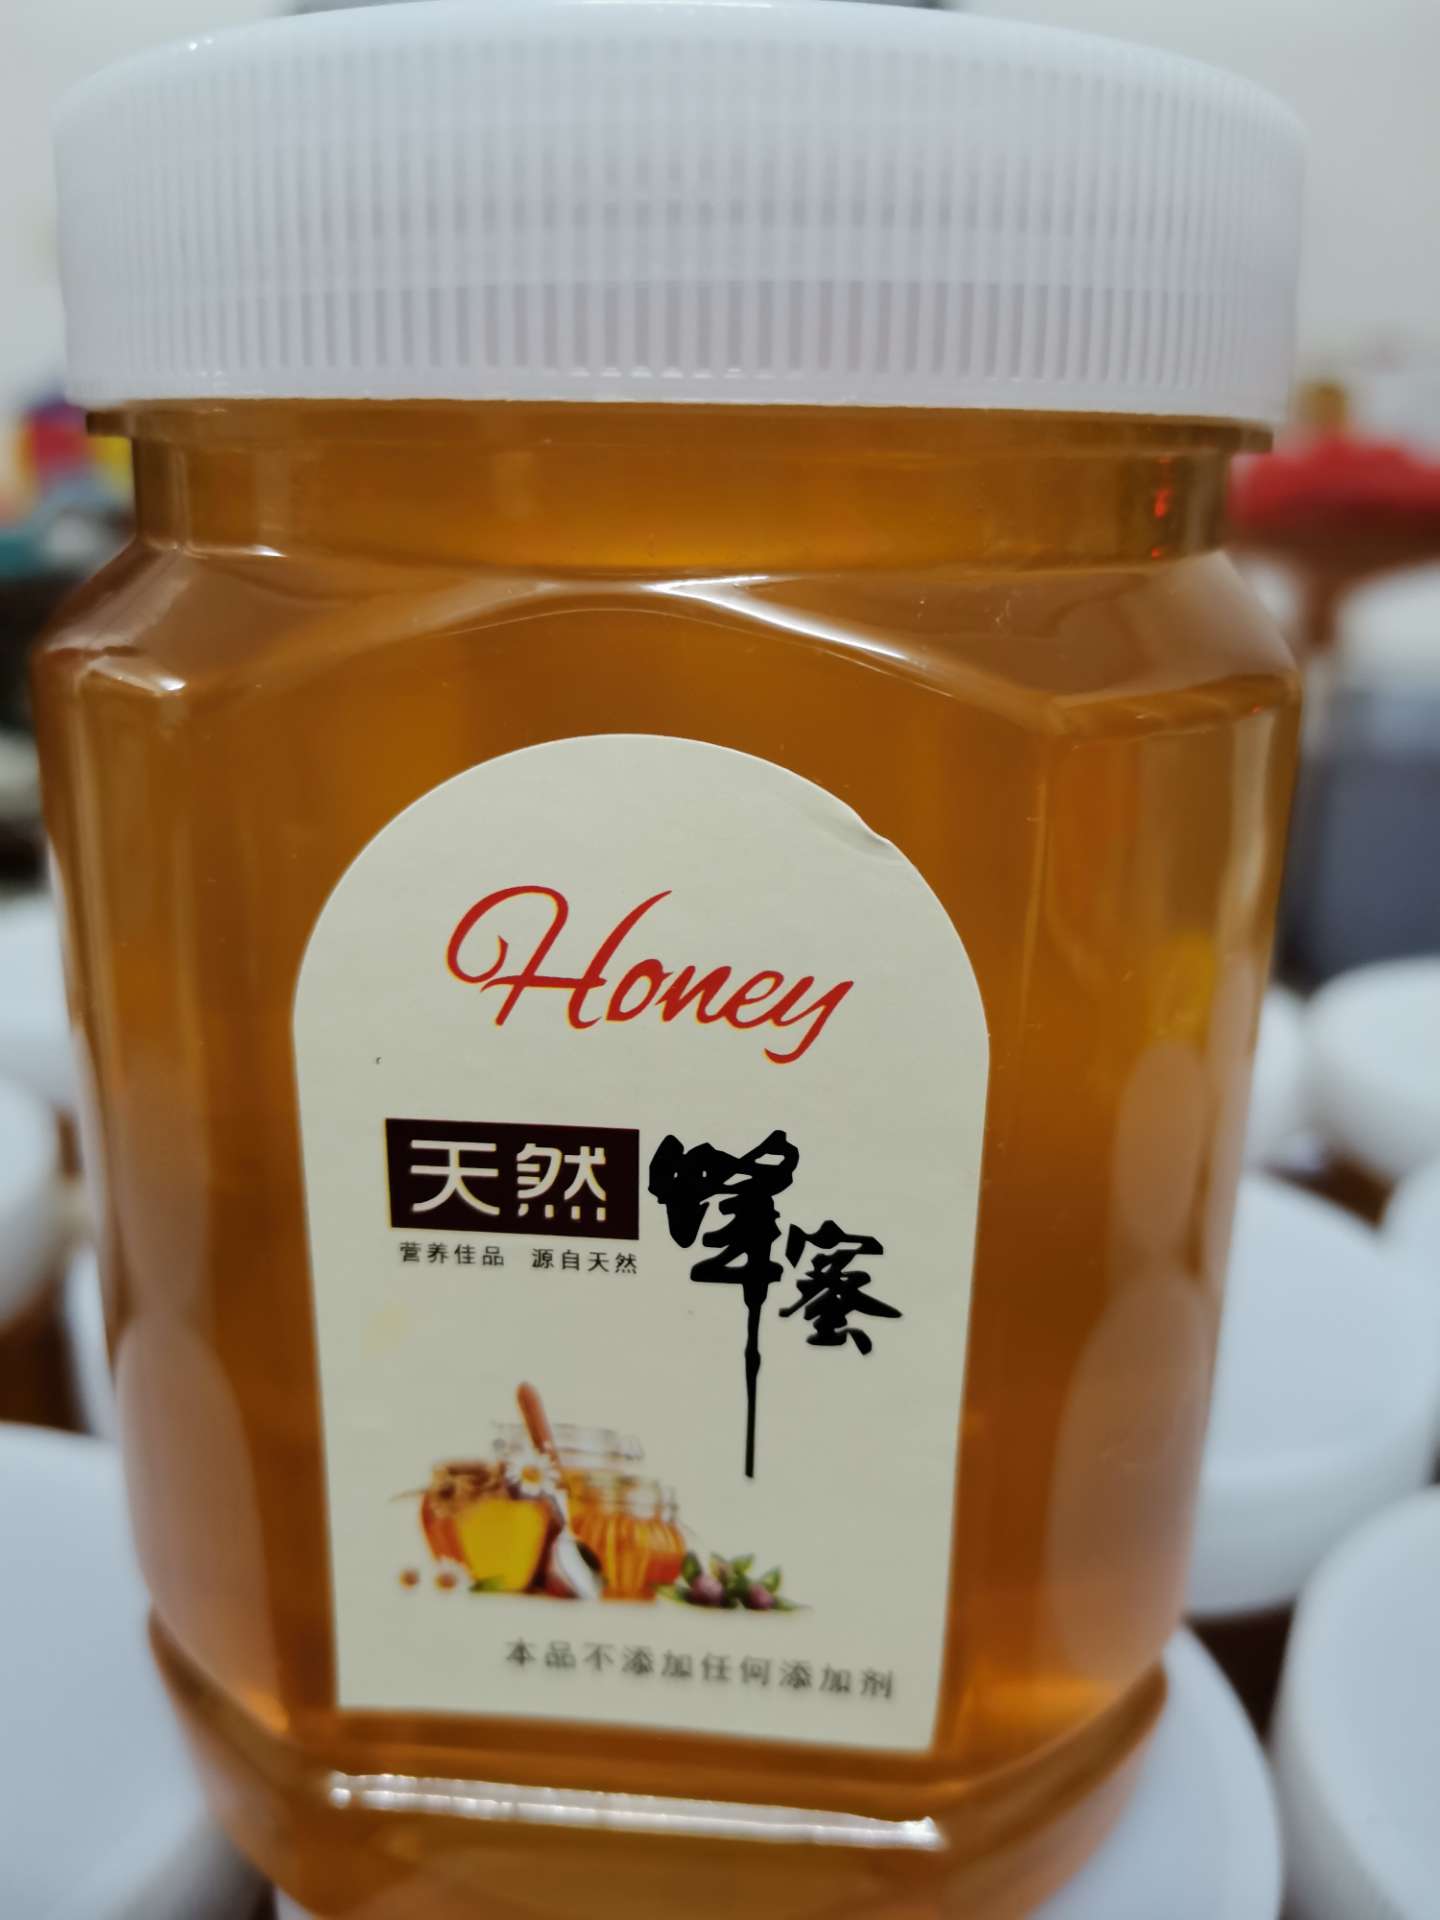 Honey
天然 蜂蜜
营养佳品 源自天然
本品不添加任何添加剂